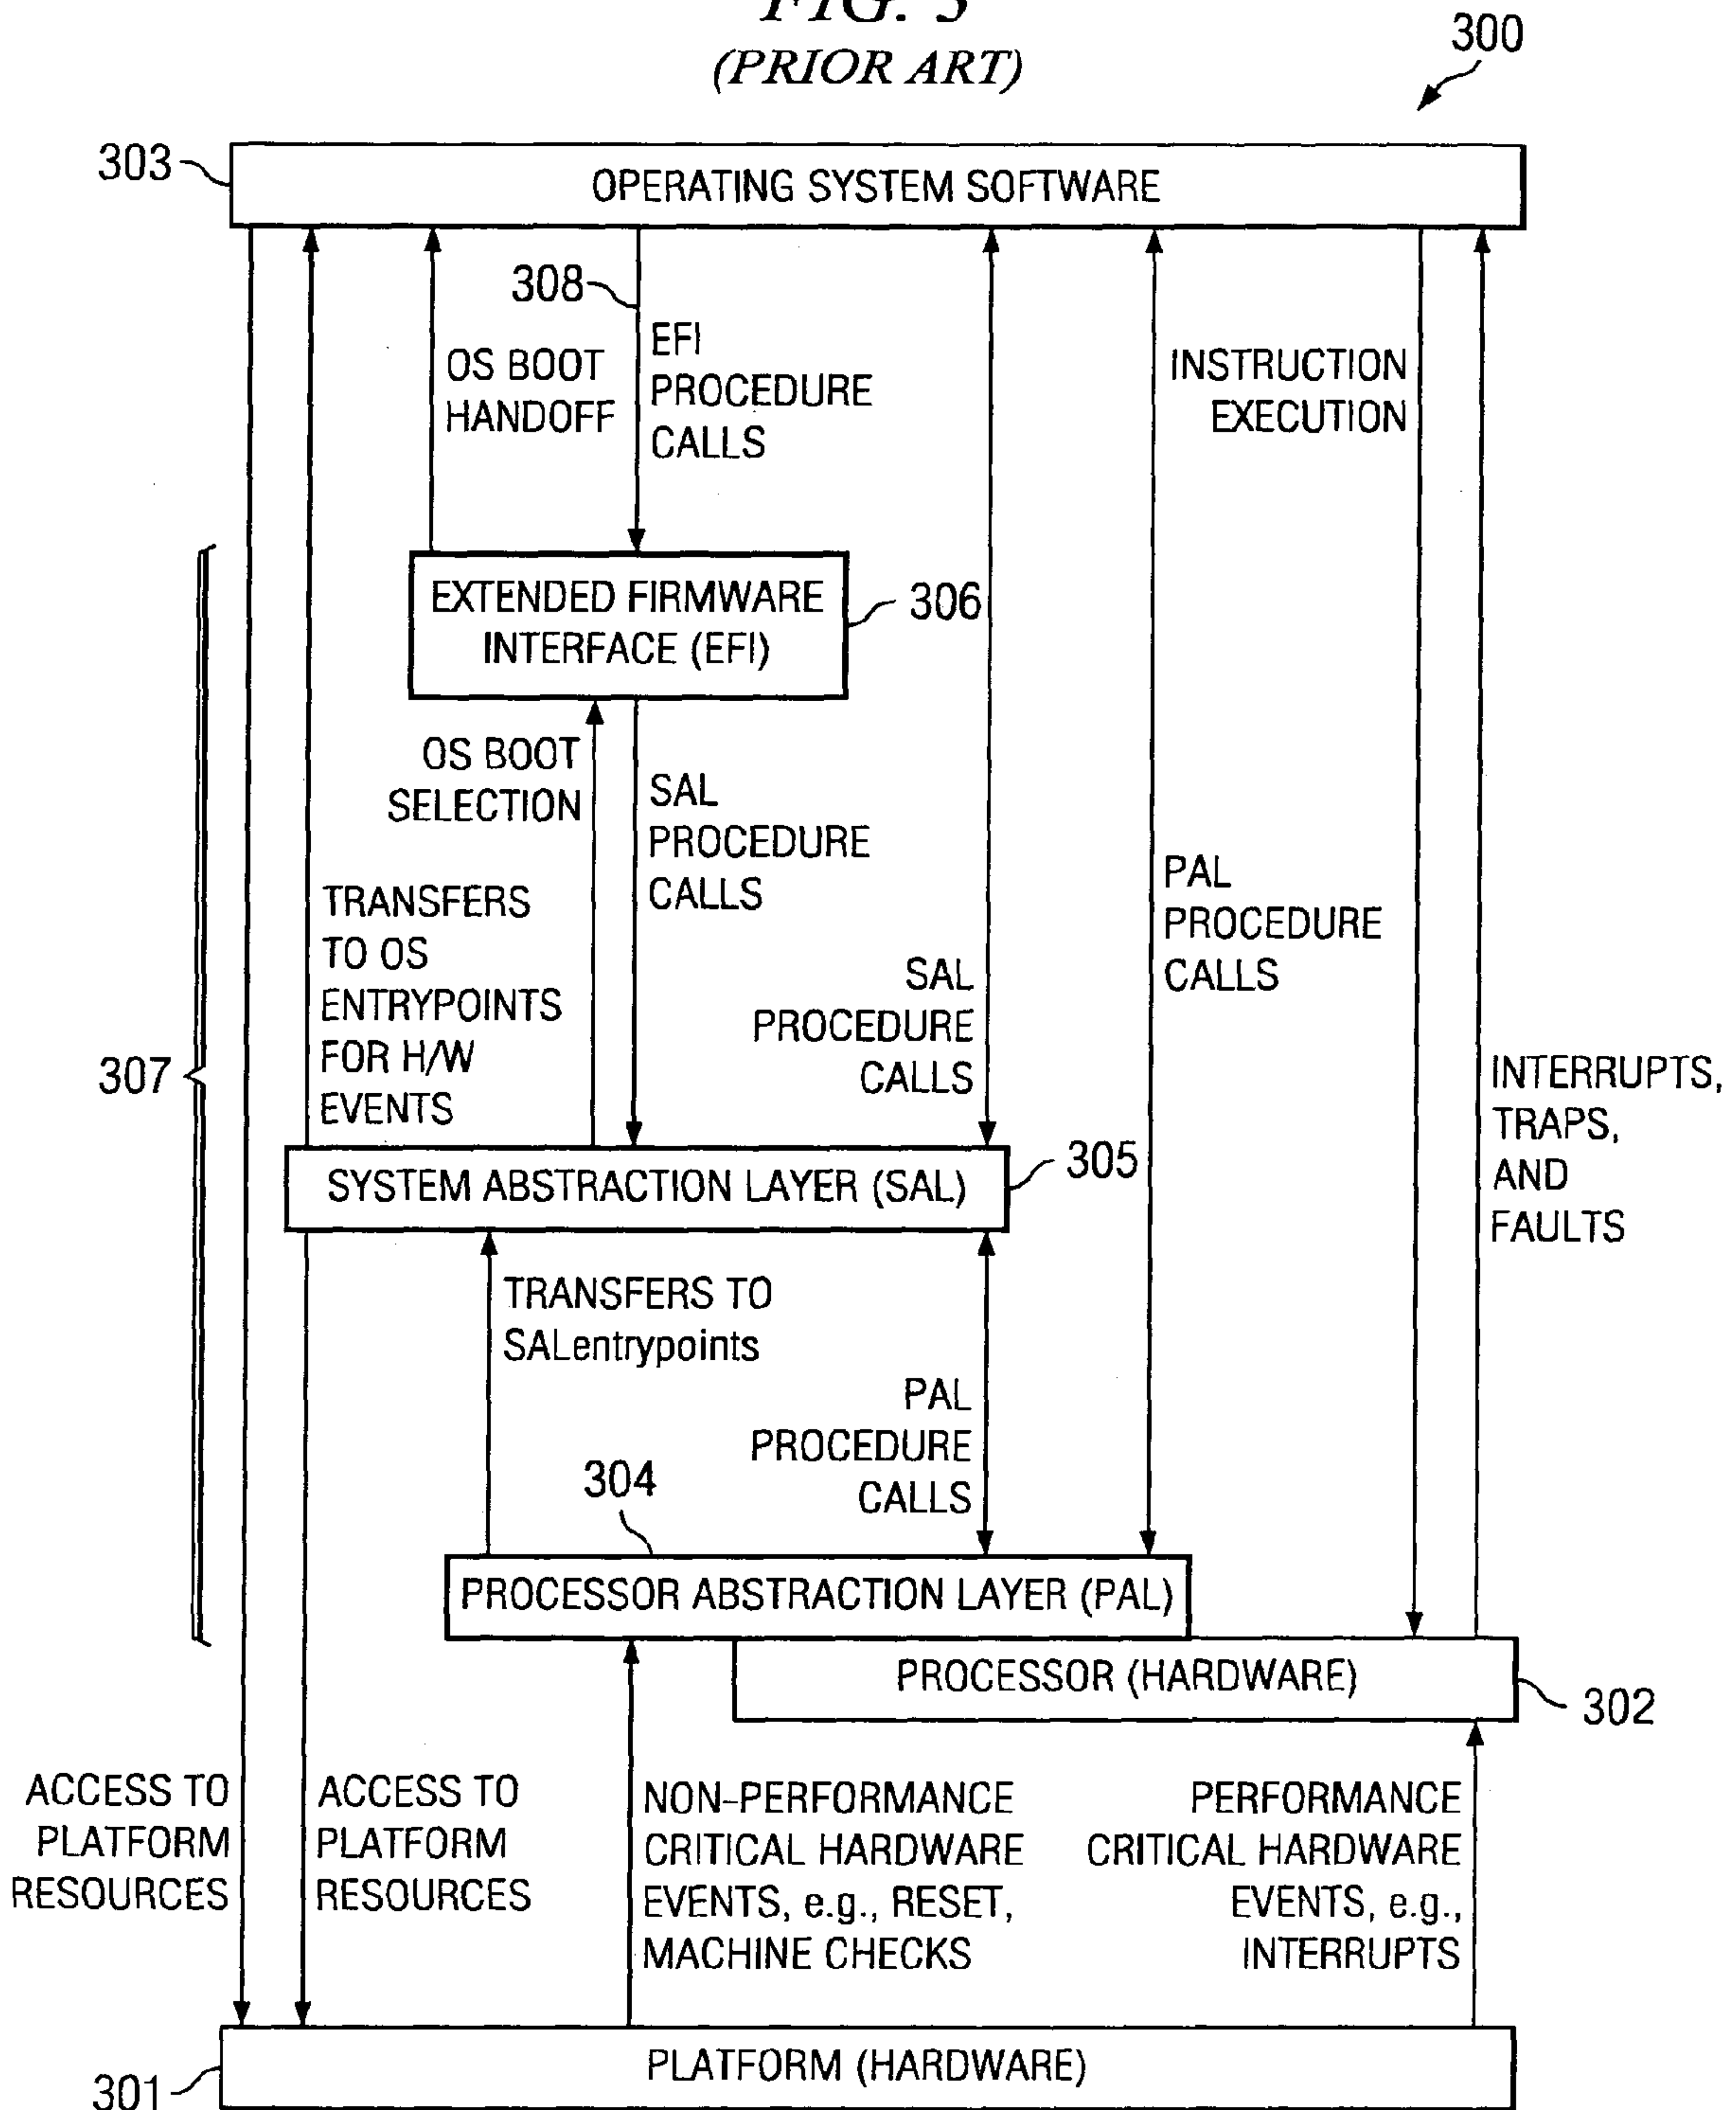 FIG. 3
(PRIOR ART)
300
303
OPERATING SYSTEM SOFTWARE
308
OS BOOT
HANDOFF
EFI
PROCEDURE
CALLS
INSTRUCTION
EXECUTION
EXTENDED FIRMWARE
INTERFACE (EFI)
306
OS BOOT
SELECTION
SAL
PROCEDURE
CALLS
TRANSFERS
TO OS
ENTRYPOINTS
FOR H/W
EVENTS
SAL
PROCEDURE
CALLS
PAL
PROCEDURE
CALLS
307
INTERRUPTS,
TRAPS,
AND
FAULTS
SYSTEM ABSTRACTION LAYER (SAL)
305
TRANSFERS TO
SALentrypoints
PAL
PROCEDURE
CALLS
304
PROCESSOR ABSTRACTION LAYER (PAL)
PROCESSOR (HARDWARE)
302
ACCESS TO
PLATFORM
RESOURCES
ACCESS TO
PLATFORM
RESOURCES
NON-PERFORMANCE
CRITICAL HARDWARE
EVENTS, e.g., RESET,
MACHINE CHECKS
PERFORMANCE
CRITICAL HARDWARE
EVENTS, e.g.,
INTERRUPTS
PLATFORM (HARDWARE)
301